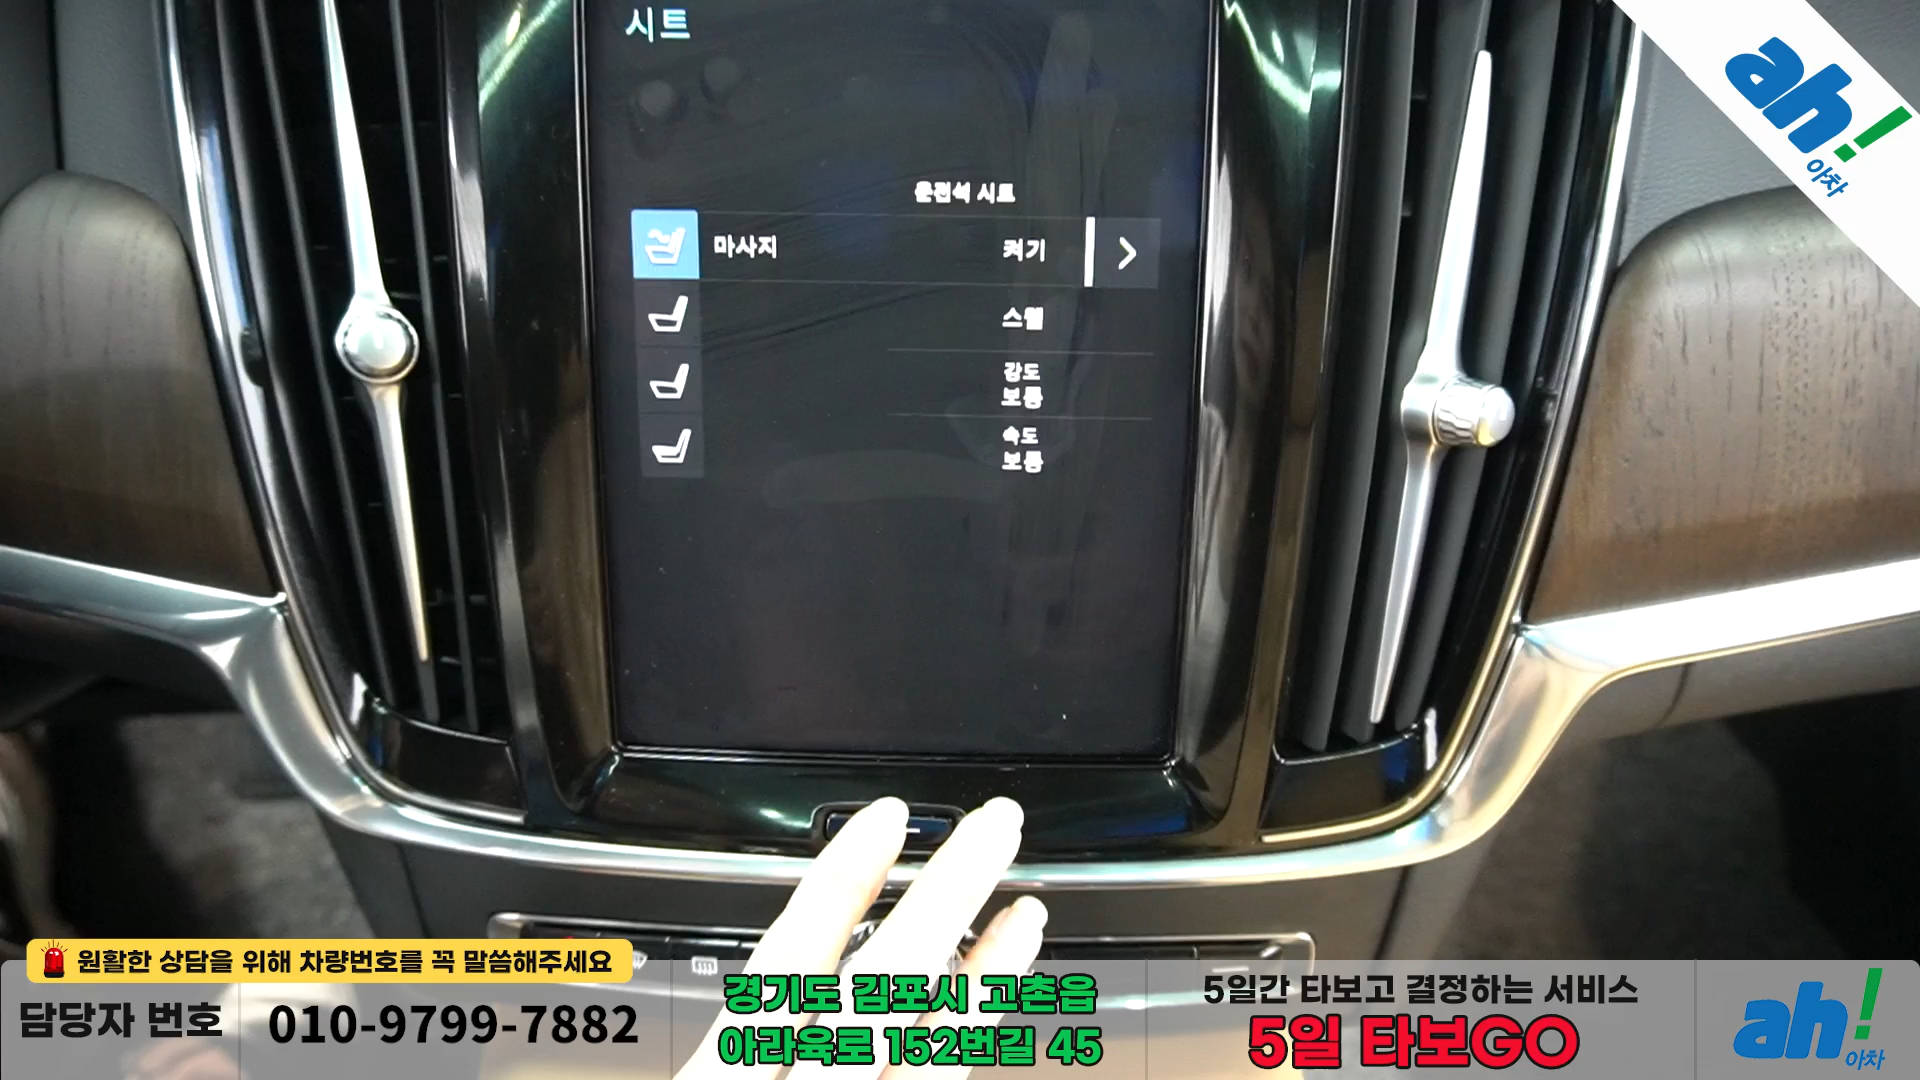 시트
운전석 시트
마사지
켜기
스웰
강도
보통
속도
보통
ah!
아차
원활한 상담을 위해 차량번호를 꼭 말씀해주세요
담당자 번호
010-9799-7882
경기도 김포시 고촌읍
아라육로 152번길 45
5일간 타보고 결정하는 서비스
5일 타보GO
ah!
아차